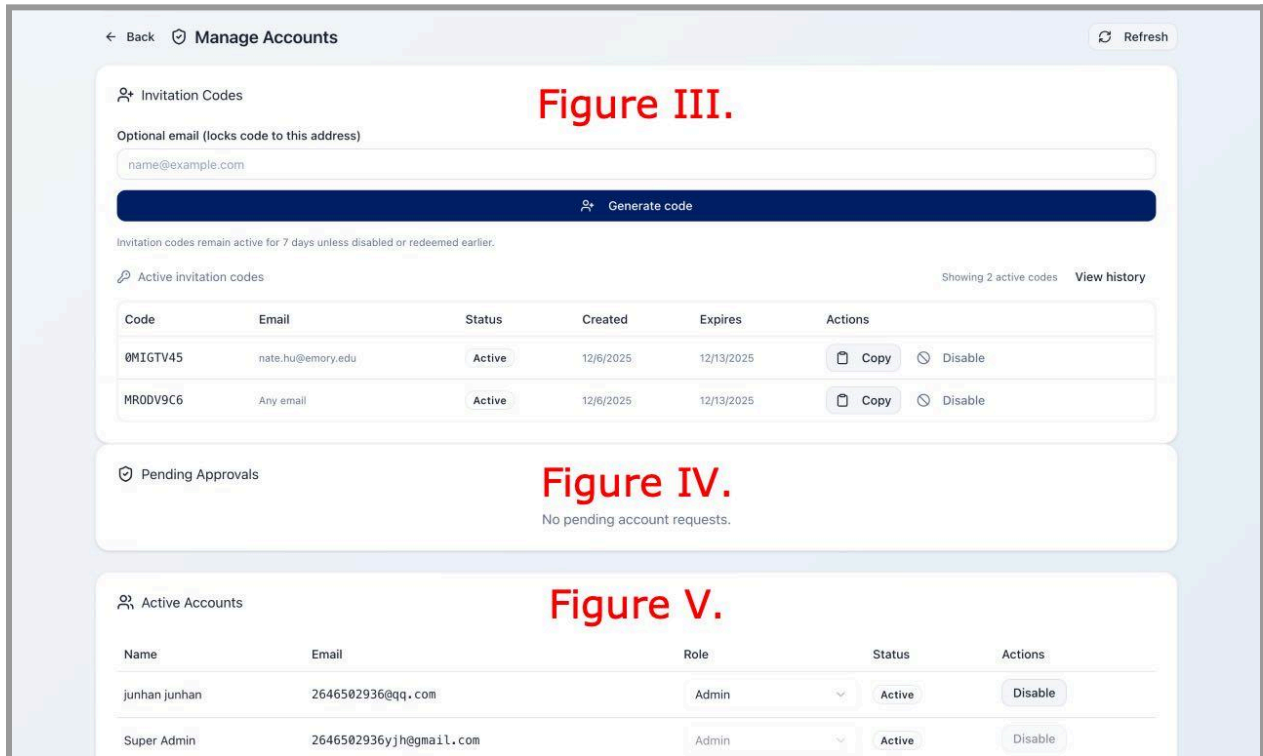 Back Manage Accounts Refresh
Invitation Codes
Figure III.
Optional email (locks code to this address)
name@example.com
Generate code
Invitation codes remain active for 7 days unless disabled or redeemed earlier.
Active invitation codes Showing 2 active codes View history
Code Email Status Created Expires Actions
0MIGTV45 nate.hu@emory.edu Active 12/6/2025 12/13/2025 Copy Disable
MRODV9C6 Any email Active 12/6/2025 12/13/2025 Copy Disable
Pending Approvals
Figure IV.
No pending account requests.
Active Accounts
Figure V.
Name Email Role Status Actions
junhan junhan 2646502936@qq.com Admin Active Disable
Super Admin 2646502936yjh@gmail.com Admin Active Disable